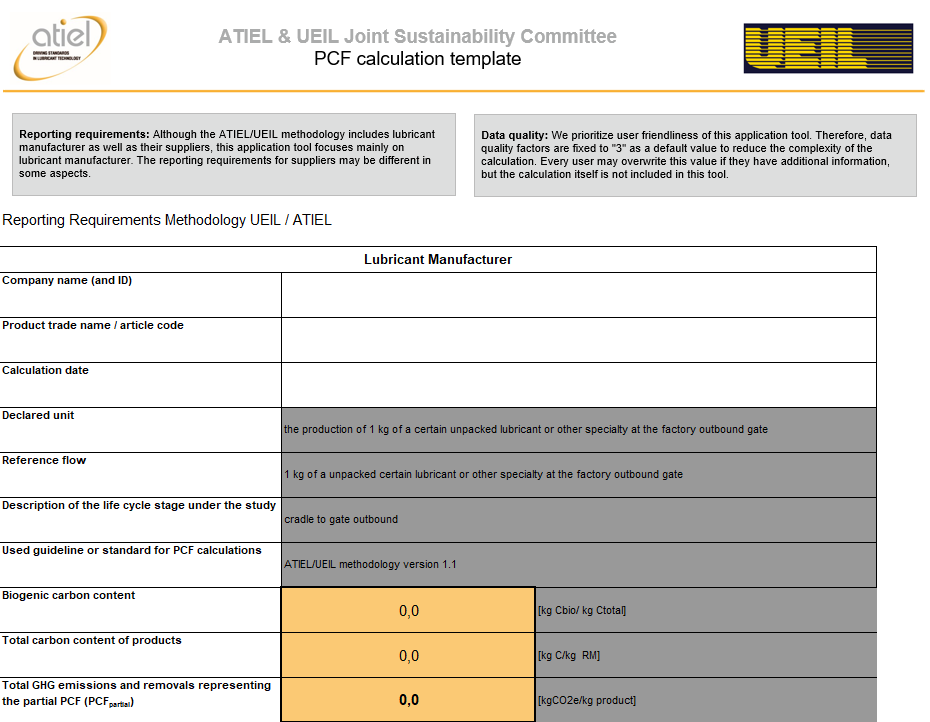 atiel
DRIVING STANDARDS
IN LUBRICANT TECHNOLOGY
ATIEL & UEIL Joint Sustainability Committee
PCF calculation template
UEIL
Reporting requirements: Although the ATIEL/UEIL methodology includes lubricant
manufacturer as well as their suppliers, this application tool focuses mainly on
lubricant manufacturer. The reporting requirements for suppliers may be different in
some aspects.
Data quality: We prioritize user friendliness of this application tool. Therefore, data
quality factors are fixed to "3" as a default value to reduce the complexity of the
calculation. Every user may overwrite this value if they have additional information,
but the calculation itself is not included in this tool.
Reporting Requirements Methodology UEIL / ATIEL
Lubricant Manufacturer
Company name (and ID)
Product trade name / article code
Calculation date
Declared unit
the production of 1 kg of a certain unpacked lubricant or other specialty at the factory outbound gate
Reference flow
1 kg of a unpacked certain lubricant or other specialty at the factory outbound gate
Description of the life cycle stage under the study
cradle to gate outbound
Used guideline or standard for PCF calculations
ATIEL/UEIL methodology version 1.1
Biogenic carbon content
0,0 [kg Cbio/ kg Ctotal]
Total carbon content of products
0,0 [kg C/kg RM]
Total GHG emissions and removals representing
the partial PCF (PCFpartial)
0,0 [kgCO2e/kg product]